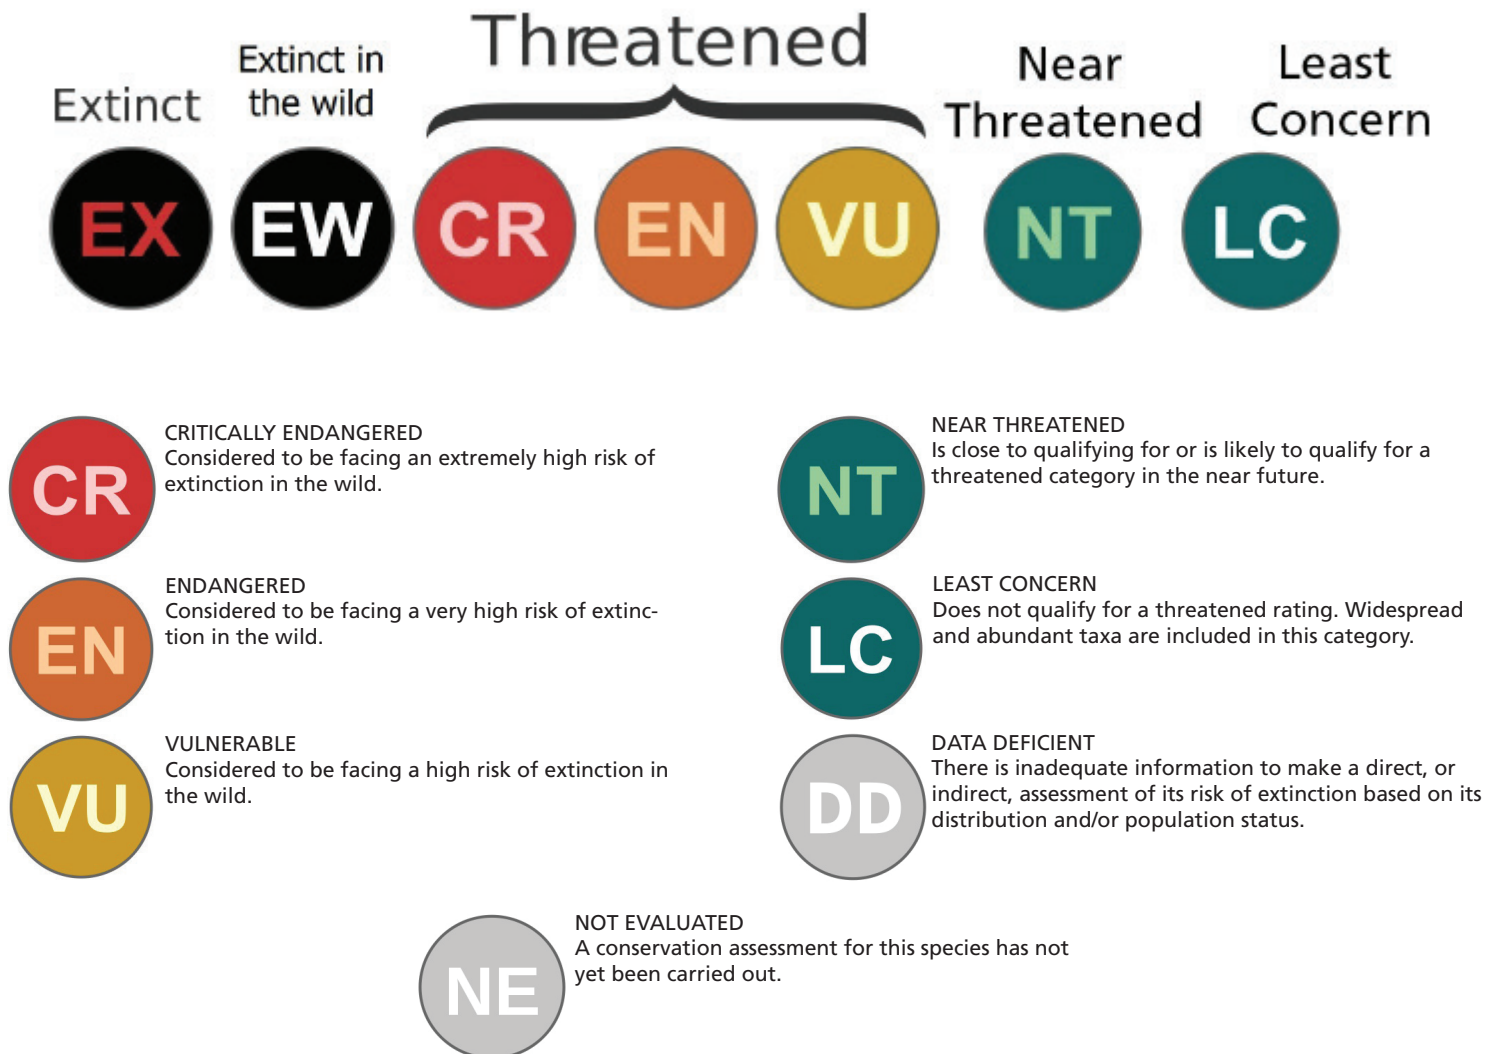 Threatened
Extinct in
the wild
Extinct
Near
Threatened
Least
Concern
EX
EW
CR
EN
VU
NT
LC
CR
CRITICALLY ENDANGERED
Considered to be facing an extremely high risk of
extinction in the wild.
EN
ENDANGERED
Considered to be facing a very high risk of extinc-
tion in the wild.
VU
VULNERABLE
Considered to be facing a high risk of extinction in
the wild.
NT
NEAR THREATENED
Is close to qualifying for or is likely to qualify for a
threatened category in the near future.
LC
LEAST CONCERN
Does not qualify for a threatened rating. Widespread
and abundant taxa are included in this category.
DD
DATA DEFICIENT
There is inadequate information to make a direct, or
indirect, assessment of its risk of extinction based on its
distribution and/or population status.
NE
NOT EVALUATED
A conservation assessment for this species has not
yet been carried out.